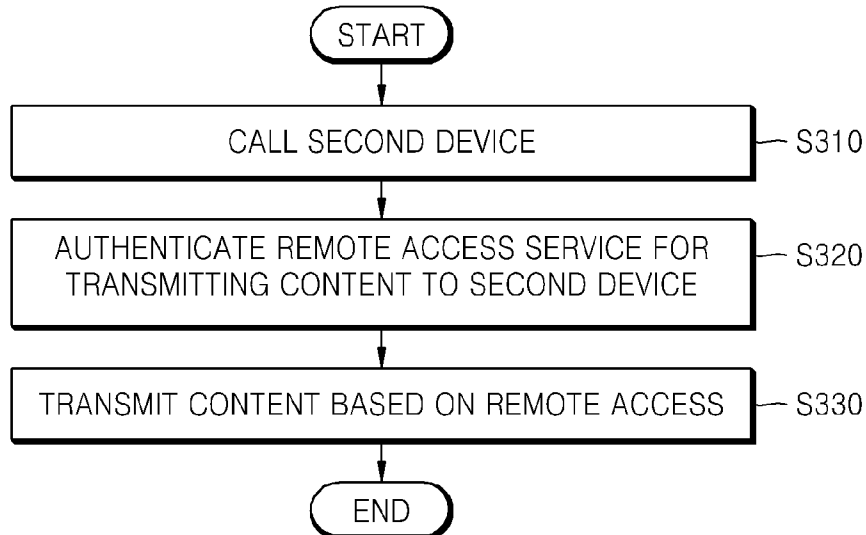 START
CALL SECOND DEVICE
S310
AUTHENTICATE REMOTE ACCESS SERVICE FOR
TRANSMITTING CONTENT TO SECOND DEVICE
S320
TRANSMIT CONTENT BASED ON REMOTE ACCESS
S330
END